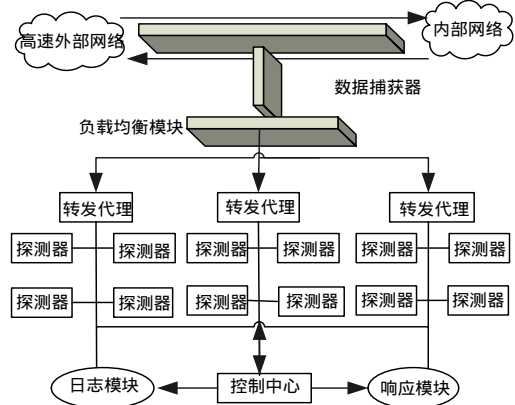 高速外部网络
内部网络
数据捕获器
负载均衡模块
转发代理
转发代理
转发代理
探测器
探测器
探测器
探测器
探测器
探测器
探测器
探测器
探测器
探测器
探测器
探测器
日志模块
控制中心
响应模块